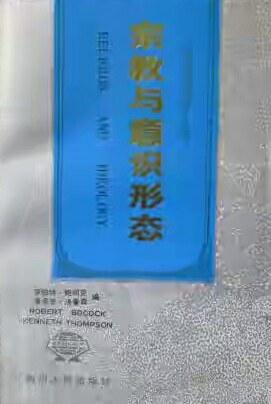 宗教与意识形态
RELIGION AND IDEOLOGY
罗伯特·鲍柯克
肯尼思·汤普森 编
ROBERT BOCOCK
KENNETH THOMPSON
四川人民出版社